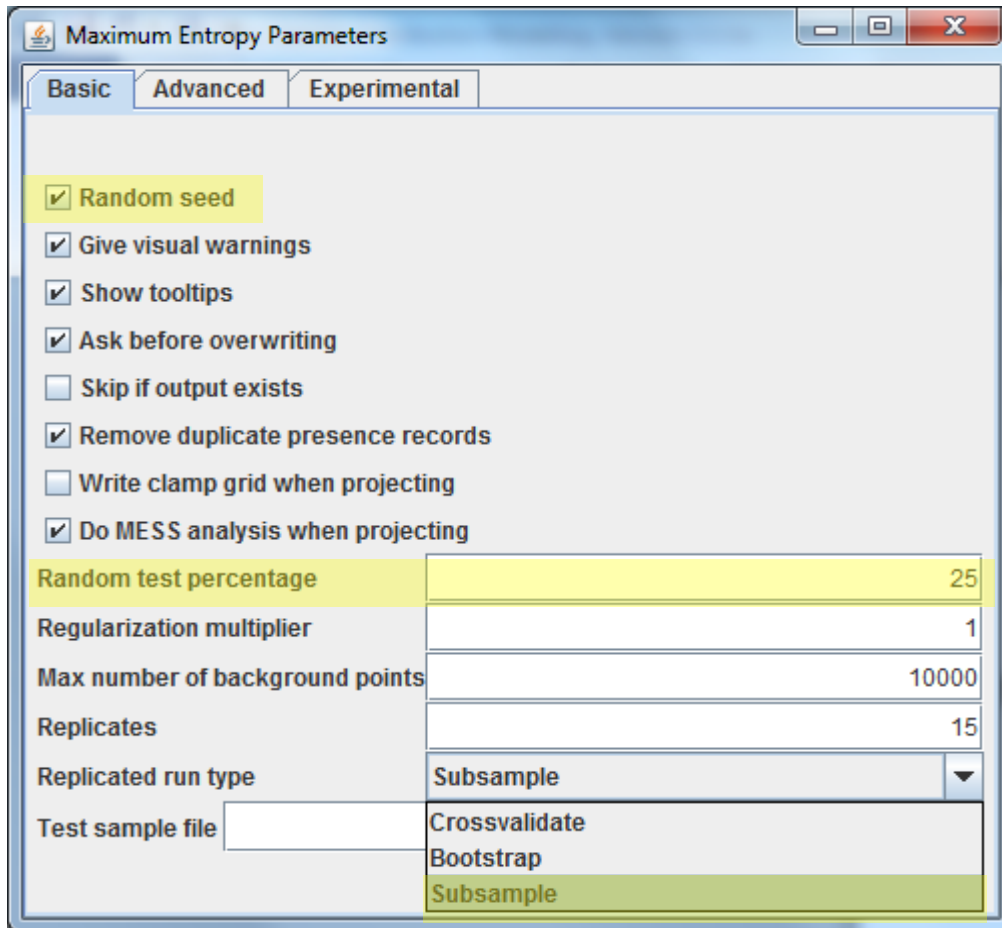 Maximum Entropy Parameters
Basic Advanced Experimental
Random seed
Give visual warnings
Show tooltips
Ask before overwriting
Skip if output exists
Remove duplicate presence records
Write clamp grid when projecting
Do MESS analysis when projecting
Random test percentage 25
Regularization multiplier 1
Max number of background points 10000
Replicates 15
Replicated run type Subsample
Test sample file
Crossvalidate
Bootstrap
Subsample